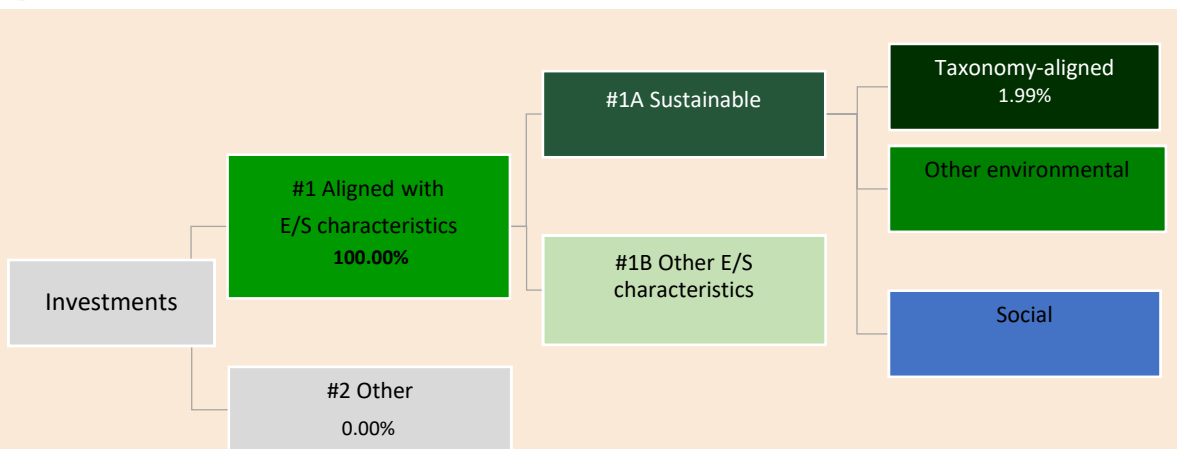 Investments
#1 Aligned with
E/S characteristics
100.00%
#2 Other
0.00%
#1A Sustainable
#1B Other E/S
characteristics
Taxonomy-aligned
1.99%
Other environmental
Social